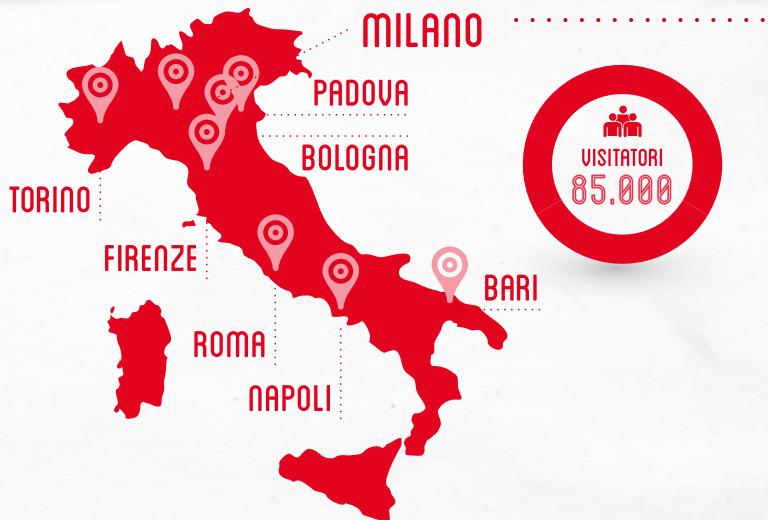 MILANO
PADOVA
BOLOGNA
VISITATORI
85.000
TORINO
FIRENZE
BARI
ROMA
NAPOLI